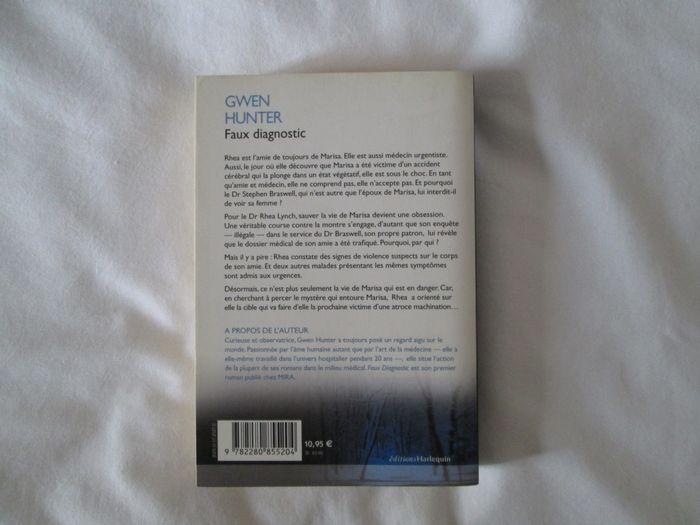 GWEN
HUNTER
Faux diagnostic
Rhea est l'amie de toujours de Marisa. Elle est aussi médecin urgentiste.
Aussi, le jour où elle découvre que Marisa a été victime d'un accident
cérébral qui la plonge dans un état végétatif, elle est sous le choc. En tant
qu'amie et médecin, elle ne comprend pas, elle n'accepte pas. Et pourquoi
le Dr Stephen Braswell, qui n'est autre que l'époux de Marisa, lui interdit-il
de voir sa femme ?
Pour le Dr Rhea Lynch, sauver la vie de Marisa devient une obsession.
Une véritable course contre la montre s'engage, d'autant que son enquête
— illégale — dans le service du Dr Braswell, son propre patron, lui révèle
que le dossier médical de son amie a été trafiqué. Pourquoi, par qui ?
Mais il y a pire : Rhea constate des signes de violence suspects sur le corps
de son amie. Et deux autres malades présentant les mêmes symptômes
sont admis aux urgences.
Désormais, ce n'est plus seulement la vie de Marisa qui est en danger. Car,
en cherchant à percer le mystère qui entoure Marisa, Rhea a orienté sur
elle la cible qui va faire d'elle la prochaine victime d'une atroce machination…
A PROPOS DE L'AUTEUR
Curieuse et observatrice, Gwen Hunter a toujours posé un regard aigu sur le
monde. Passionnée par l'âme humaine autant que par l'art de la médecine — elle a
elle-même travaillé dans l'univers hospitalier pendant 20 ans —, elle situe l'action
de la plupart de ses romans dans le milieu médical. Faux Diagnostic est son premier
roman publié chez MIRA.
10,95 €
9 782280 855204
éditions Harlequin